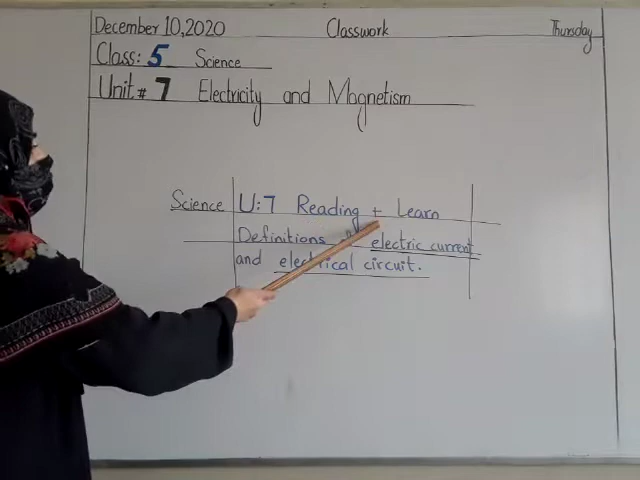 December 10, 2020 Classwork Thursday
Class: 5 Science
Unit # 7 Electricity and Magnetism
Science U:7 Reading + Learn
Definitions electric current
and electrical circuit.